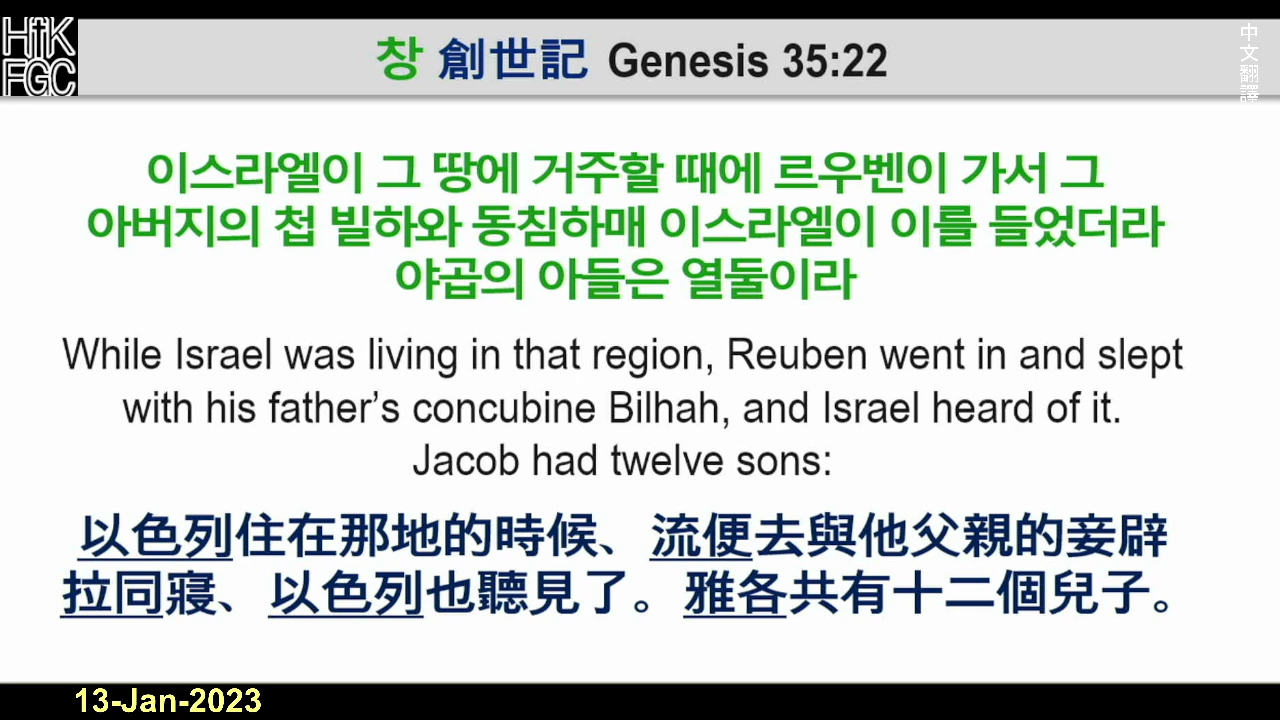 HfK
FGC
창 創世記 Genesis 35:22
中文翻譯
이스라엘이 그 땅에 거주할 때에 르우벤이 가서 그
아버지의 첩 빌하와 동침하매 이스라엘이 이를 들었더라
야곱의 아들은 열둘이라
While Israel was living in that region, Reuben went in and slept
with his father’s concubine Bilhah, and Israel heard of it.
Jacob had twelve sons:
以色列住在那地的時候、流便去與他父親的妾辟
拉同寢、以色列也聽見了。雅各共有十二個兒子。
13-Jan-2023